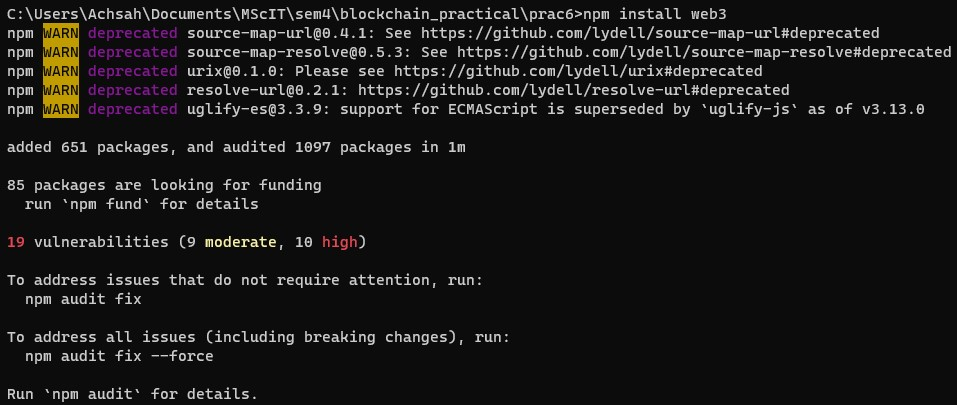 C:\Users\Achsah\Documents\MScIT\sem4\blockchain_practical\prac6>npm install web3
npm WARN deprecated source-map-url@0.4.1: See https://github.com/lydell/source-map-url#deprecated
npm WARN deprecated source-map-resolve@0.5.3: See https://github.com/lydell/source-map-resolve#deprecated
npm WARN deprecated urix@0.1.0: Please see https://github.com/lydell/urix#deprecated
npm WARN deprecated resolve-url@0.2.1: https://github.com/lydell/resolve-url#deprecated
npm WARN deprecated uglify-es@3.3.9: support for ECMAScript is superseded by `uglify-js` as of v3.13.0
added 651 packages, and audited 1097 packages in 1m
85 packages are looking for funding
  run `npm fund` for details
19 vulnerabilities (9 moderate, 10 high)
To address issues that do not require attention, run:
  npm audit fix
To address all issues (including breaking changes), run:
  npm audit fix --force
Run `npm audit` for details.